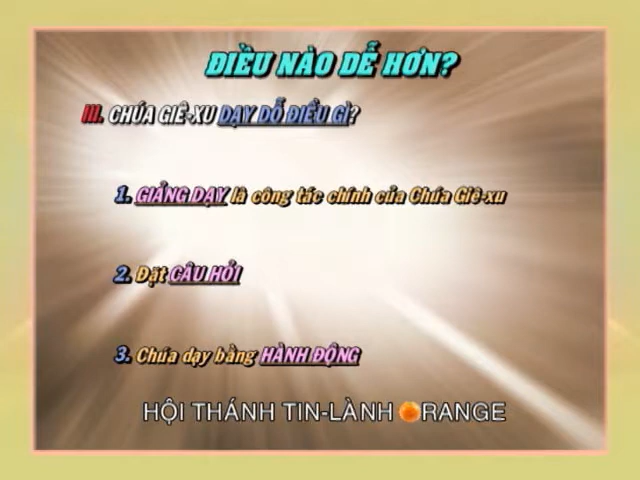 ĐIỀU NÀO DỄ HƠN?
III. CHÚA GIÊ-XU DẠY DỖ ĐIỀU GÌ?
1. GIẢNG DẠY là công tác chính của Chúa Giê-xu
2. Đặt CÂU HỎI
3. Chúa dạy bằng HÀNH ĐỘNG
HỘI THÁNH TIN-LÀNH ORANGE